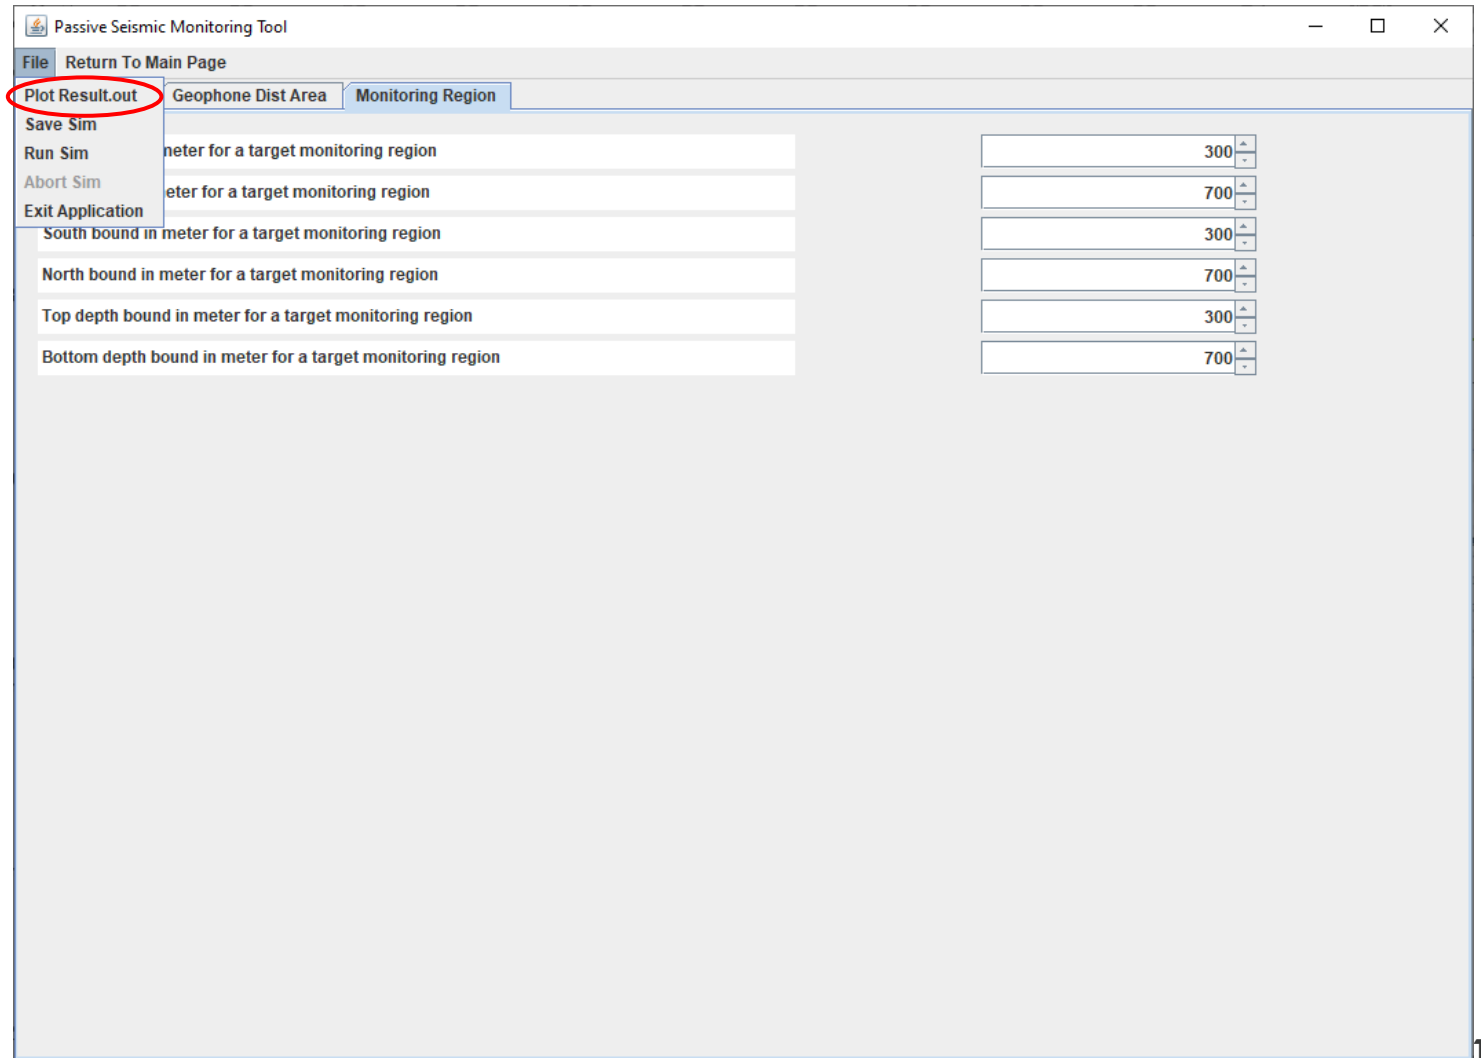 Passive Seismic Monitoring Tool
File Return To Main Page
Plot Result.out Geophone Dist Area Monitoring Region
Save Sim
Run Sim
Abort Sim
Exit Application
for a target monitoring region 300
for a target monitoring region 700
South bound in meter for a target monitoring region 300
North bound in meter for a target monitoring region 700
Top depth bound in meter for a target monitoring region 300
Bottom depth bound in meter for a target monitoring region 700